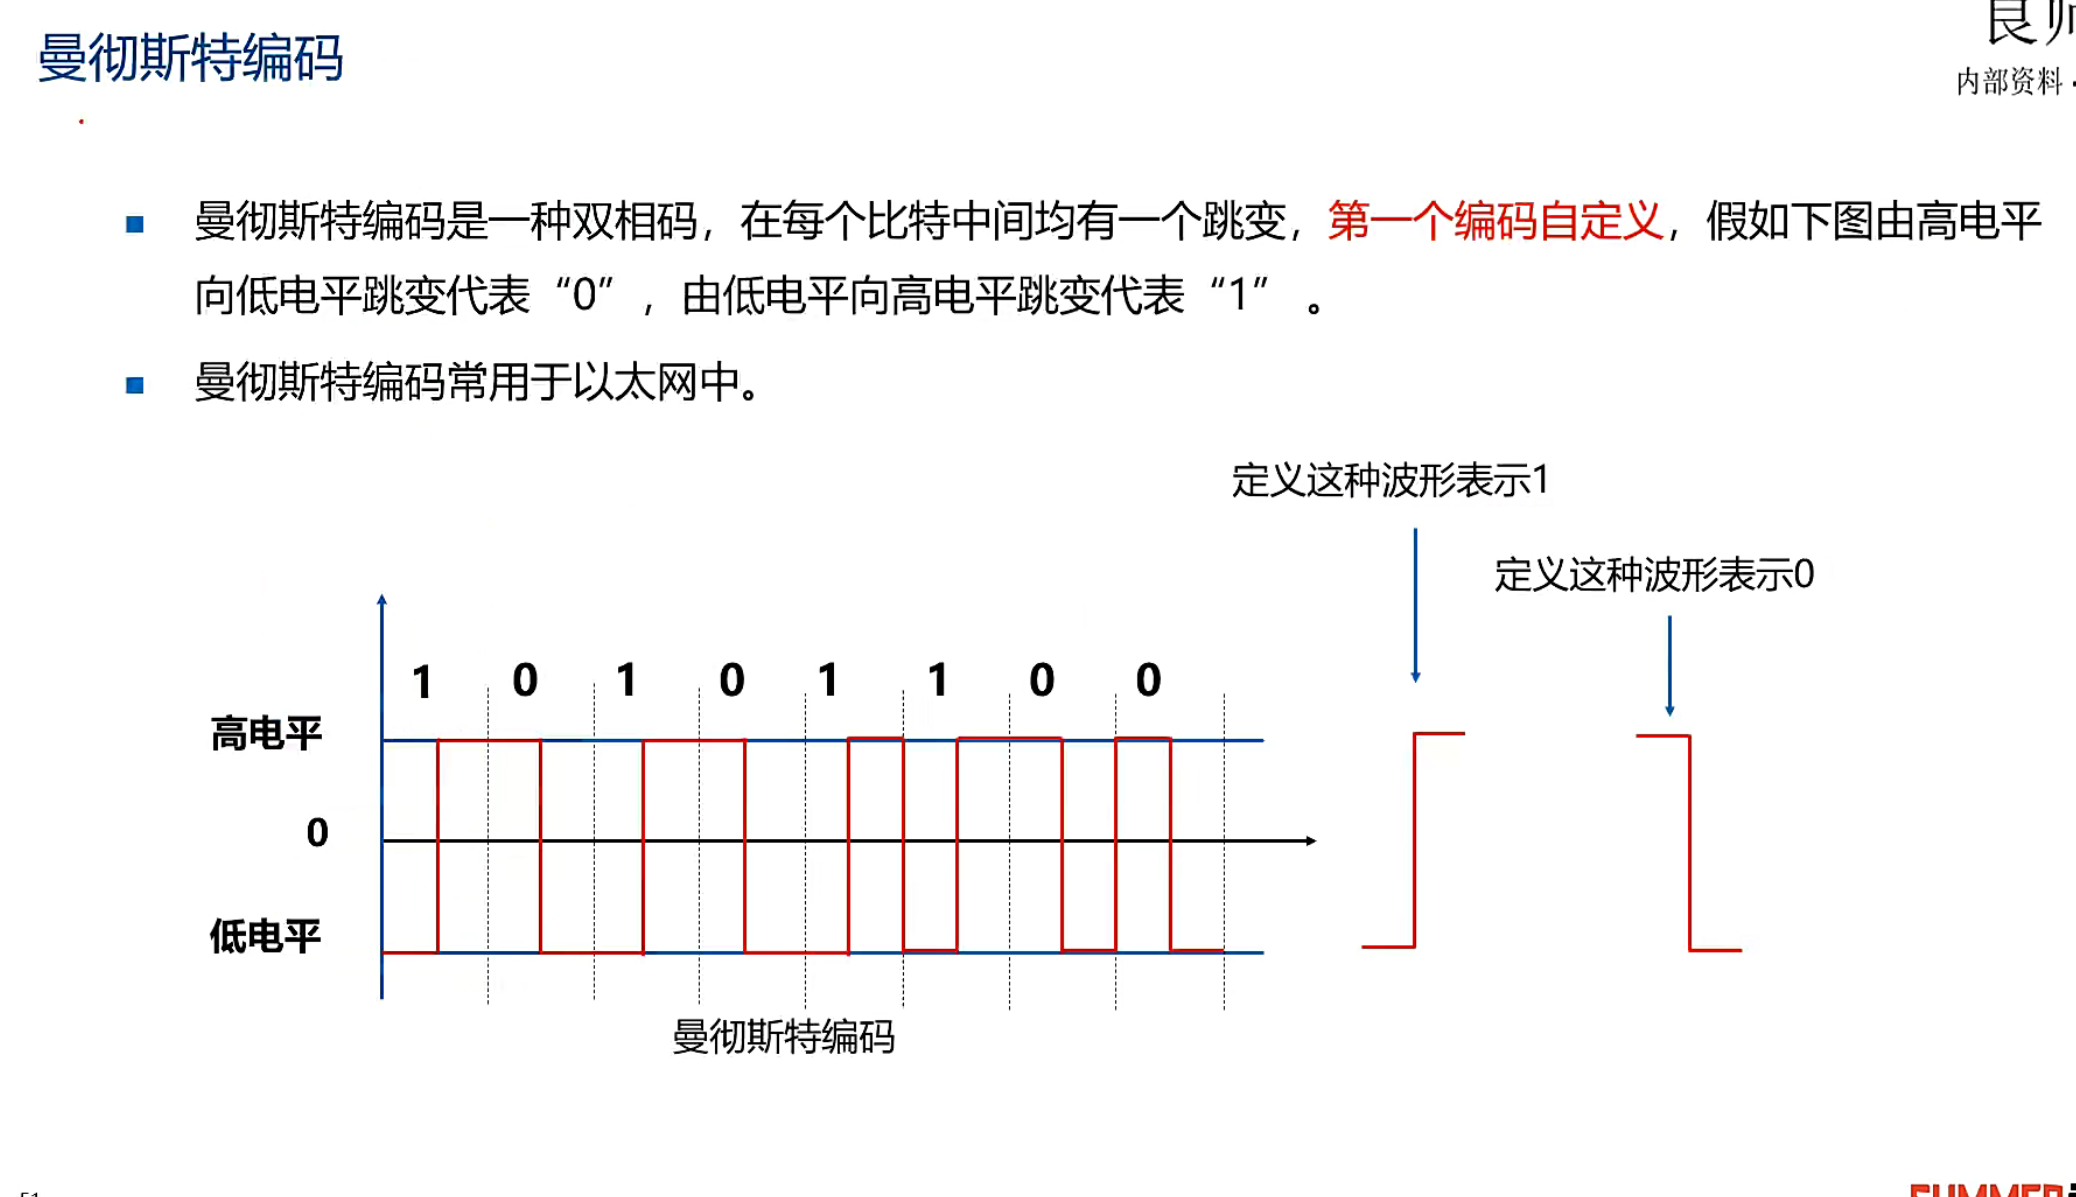 曼彻斯特编码
内部资料
曼彻斯特编码是一种双相码，在每个比特中间均有一个跳变，第一个编码自定义，假如下图由高电平
向低电平跳变代表“0”，由低电平向高电平跳变代表“1”。
曼彻斯特编码常用于以太网中。
定义这种波形表示1
定义这种波形表示0
1 0 1 0 1 1 0 0
高电平
0
低电平
曼彻斯特编码